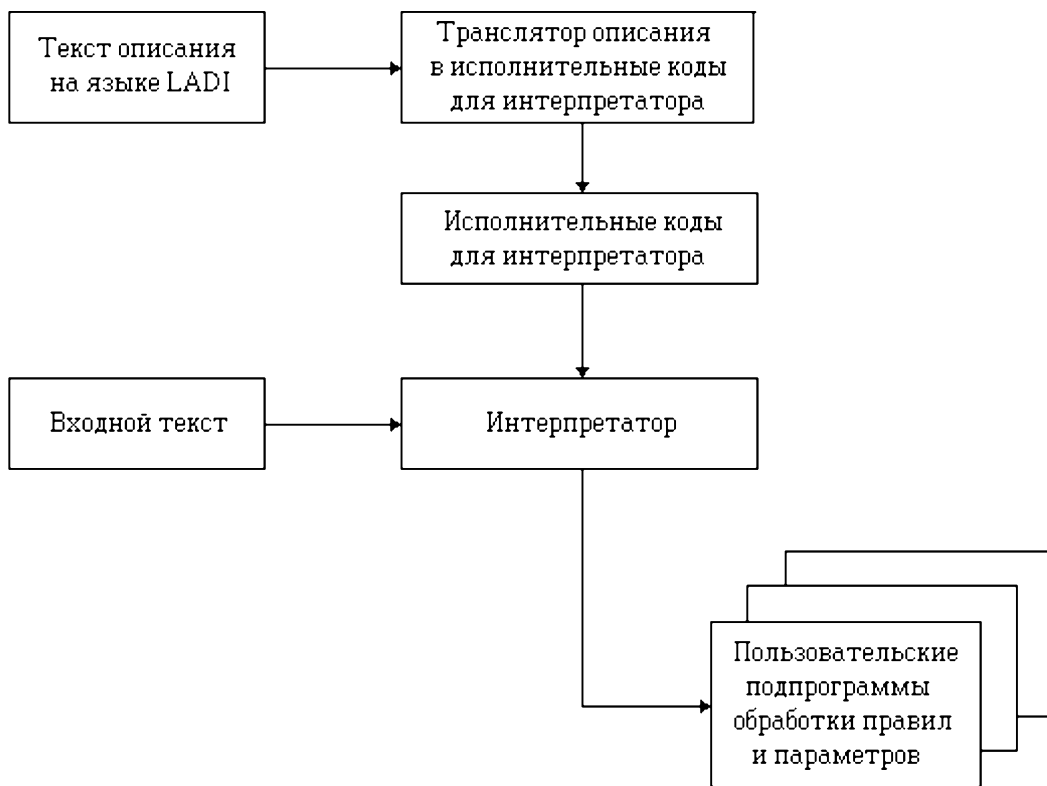 Текст описания
на языке LADI
Транслятор описания
в исполнительные коды
для интерпретатора
Исполнительные коды
для интерпретатора
Входной текст
Интерпретатор
Пользовательские
подпрограммы
обработки правил
и параметров